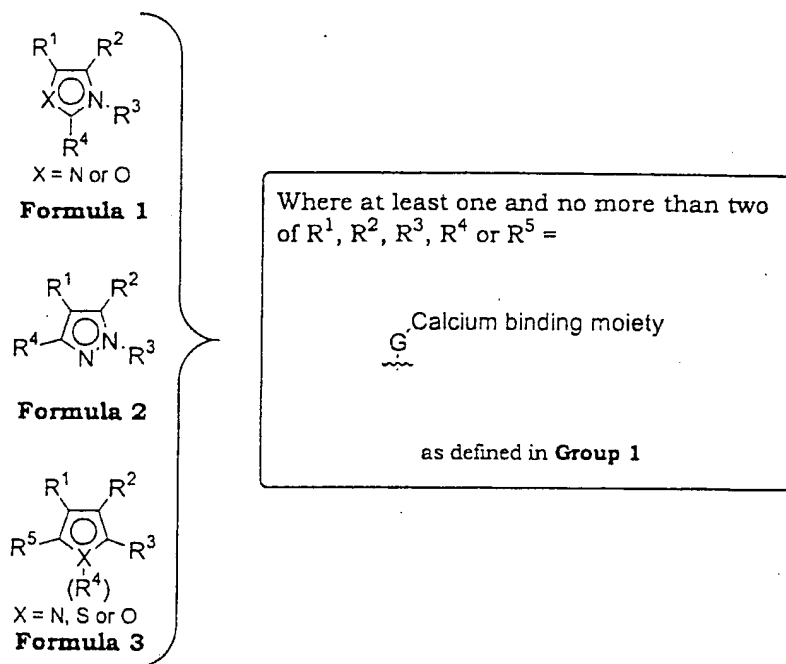 R¹ R²
X N R³
R⁴
X = N or O
Formula 1
R¹ R²
R⁴ N N R³
Formula 2
R¹ R²
R⁵ X R³
(R⁴)
X = N, S or O
Formula 3
Where at least one and no more than two
of R¹, R², R³, R⁴ or R⁵ =
Calcium binding moiety
G
as defined in Group 1